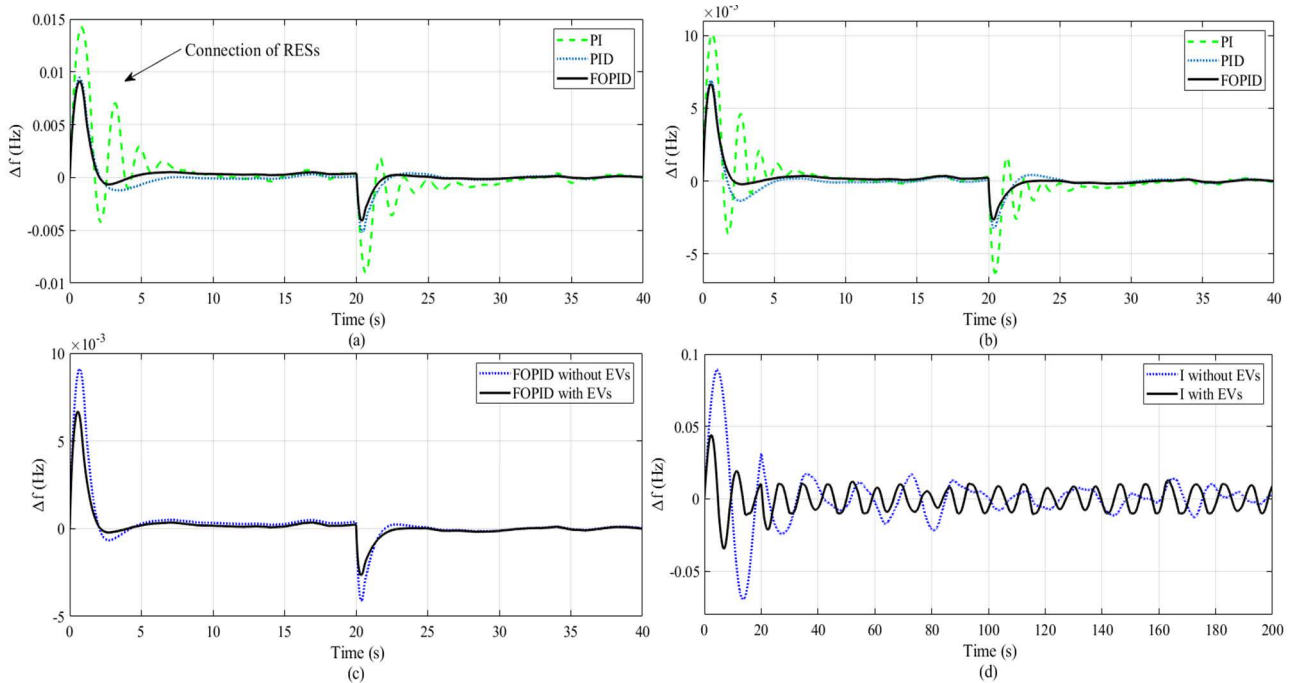 0.015
0.01
0.005
0
-0.005
-0.01
Δf (Hz)
Connection of RESs
PI
PID
FOPID
0 5 10 15 20 25 30 35 40
Time (s)
(a)
×10⁻³
10
5
0
-5
Δf (Hz)
PI
PID
FOPID
0 5 10 15 20 25 30 35 40
Time (s)
(b)
×10⁻³
10
5
0
-5
Δf (Hz)
FOPID without EVs
FOPID with EVs
0 5 10 15 20 25 30 35 40
Time (s)
(c)
0.1
0.05
0
-0.05
Δf (Hz)
I without EVs
I with EVs
0 20 40 60 80 100 120 140 160 180 200
Time (s)
(d)